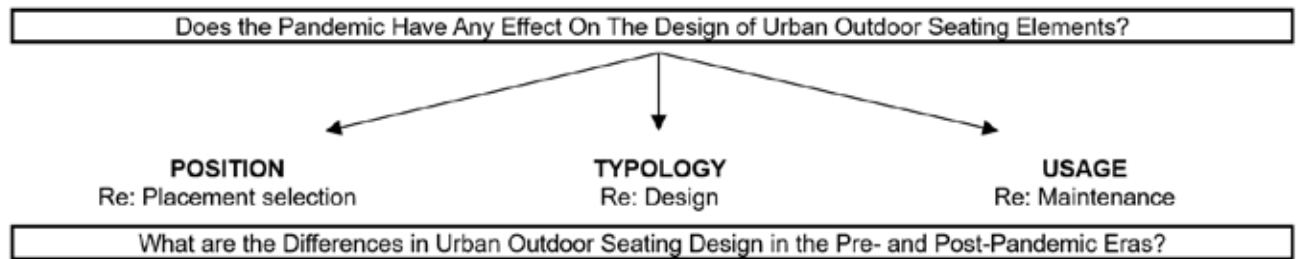 Does the Pandemic Have Any Effect On The Design of Urban Outdoor Seating Elements?
POSITION
Re: Placement selection
TYPOLOGY
Re: Design
USAGE
Re: Maintenance
What are the Differences in Urban Outdoor Seating Design in the Pre- and Post-Pandemic Eras?